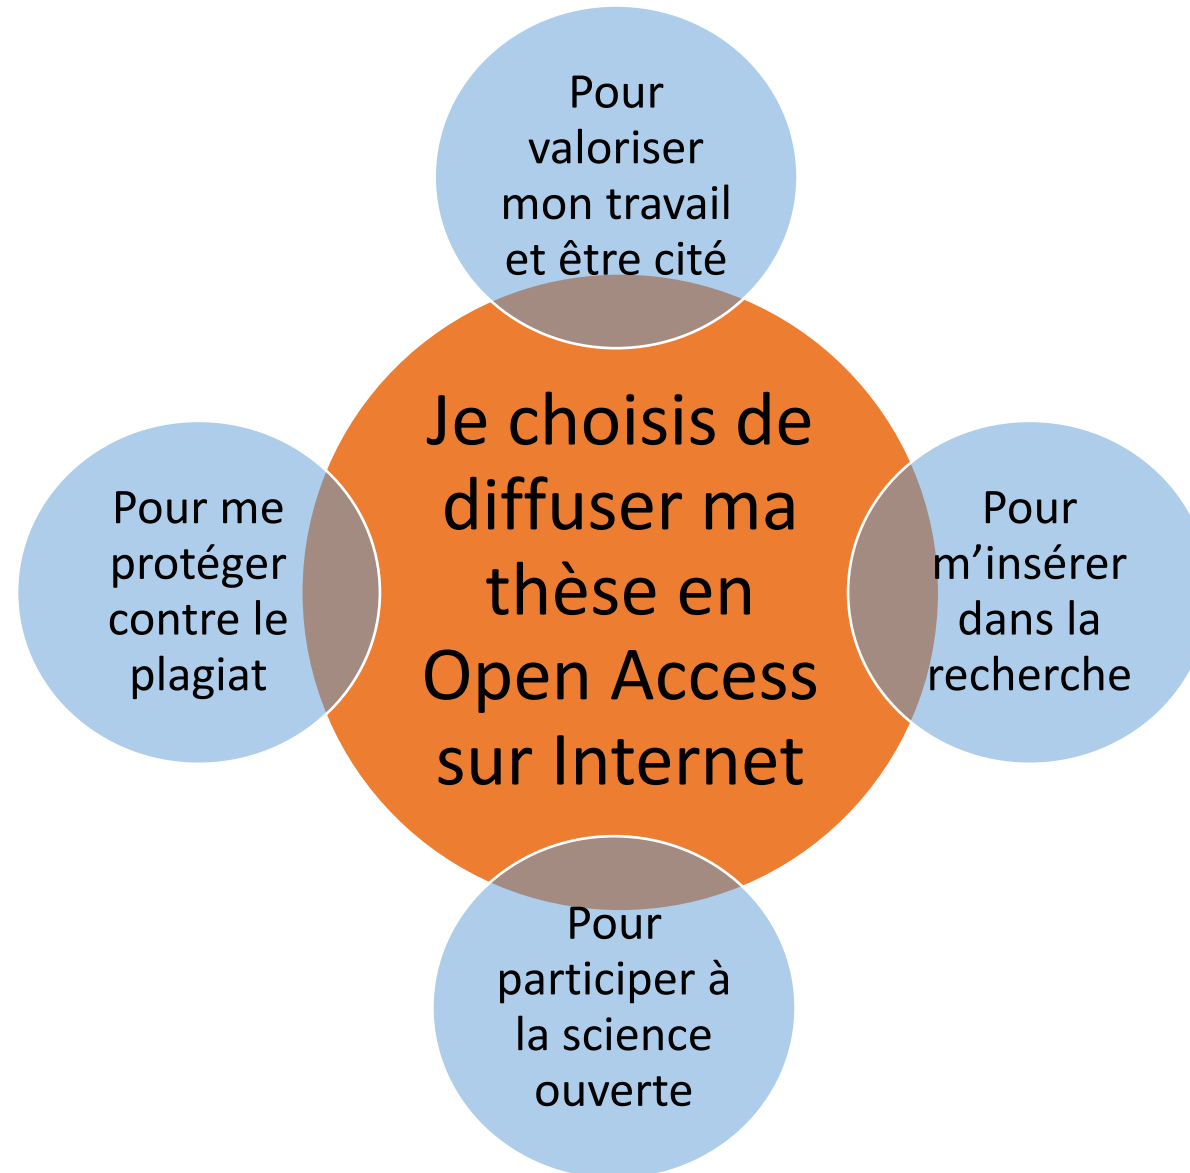 Pour
valoriser
mon travail
et être cité
Je choisis de
diffuser ma
thèse en
Open Access
sur Internet
Pour me
protéger
contre le
plagiat
Pour
m’insérer
dans la
recherche
Pour
participer à
la science
ouverte